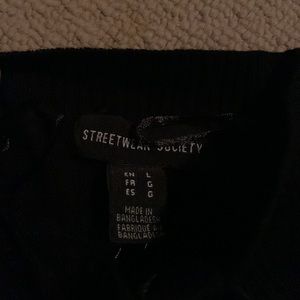 STREETWEAR SOCIETY
EN L
FR G
ES G
MADE IN
BANGLADESH
FABRIQUÉ AU
BANGLADESH